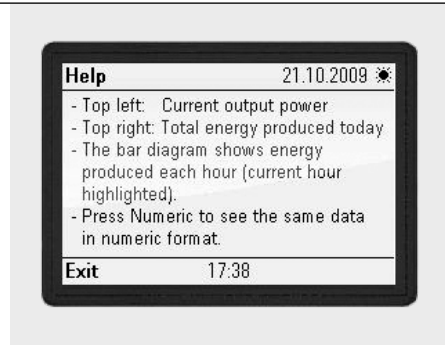 Help 21.10.2009
- Top left: Current output power
- Top right: Total energy produced today
- The bar diagram shows energy
produced each hour (current hour
highlighted).
- Press Numeric to see the same data
in numeric format.
Exit 17:38